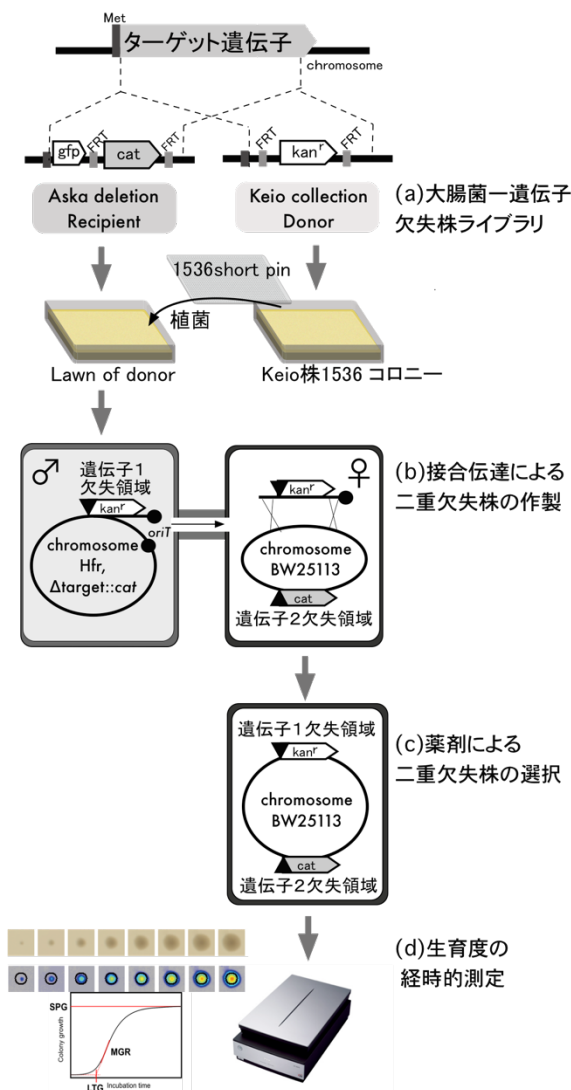 Met
ターゲット遺伝子
chromosome
gfp
FRT
cat
FRT
FRT
kanʳ
FRT
Aska deletion
Recipient
Keio collection
Donor
(a)大腸菌一遺伝子
欠失株ライブラリ
1536short pin
植菌
Lawn of donor
Keio株1536 コロニー
♂
遺伝子1
欠失領域
kanʳ
oriT
chromosome
Hfr,
Δtarget::cat
♀
kanʳ
chromosome
BW25113
cat
遺伝子2欠失領域
(b)接合伝達による
二重欠失株の作製
遺伝子1欠失領域
kanʳ
chromosome
BW25113
cat
遺伝子2欠失領域
(c)薬剤による
二重欠失株の選択
(d)生育度の
経時的測定
SPG
Colony growth
MGR
LTG
Incubation time